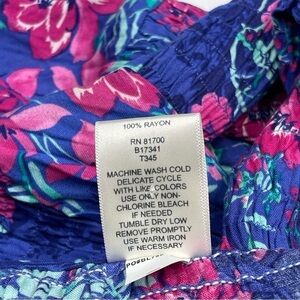 100% RAYON
RN 81700
B17341
T345
MACHINE WASH COLD
DELICATE CYCLE
WITH LIKE COLORS
USE ONLY NON-
CHLORINE BLEACH
IF NEEDED
TUMBLE DRY LOW
REMOVE PROMPTLY
USE WARM IRON
IF NECESSARY